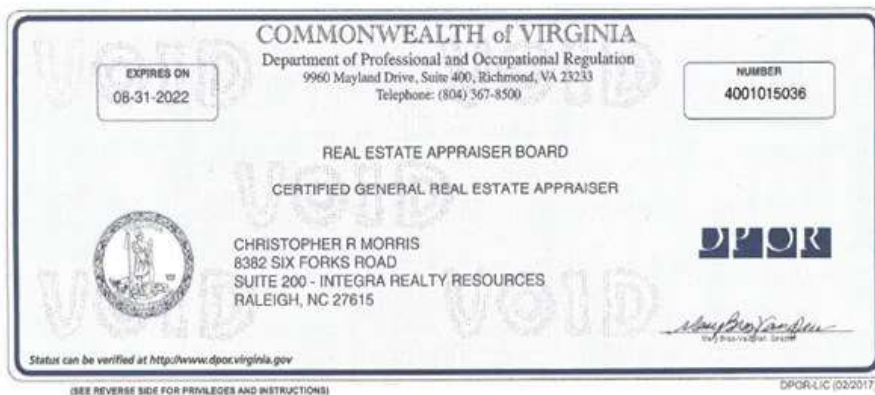 COMMONWEALTH of VIRGINIA
Department of Professional and Occupational Regulation
9960 Mayland Drive, Suite 400, Richmond, VA 23233
Telephone: (804) 367-8500
EXPIRES ON
08-31-2022
NUMBER
4001015036
REAL ESTATE APPRAISER BOARD
CERTIFIED GENERAL REAL ESTATE APPRAISER
CHRISTOPHER R MORRIS
8382 SIX FORKS ROAD
SUITE 200 - INTEGRA REALTY RESOURCES
RALEIGH, NC 27615
DPOR
VOID
VOID
VOID
VOID
VOID
Status can be verified at http://www.dpor.virginia.gov
(SEE REVERSE SIDE FOR PRIVILEGES AND INSTRUCTIONS)
DPOR-LIC (02/2017)